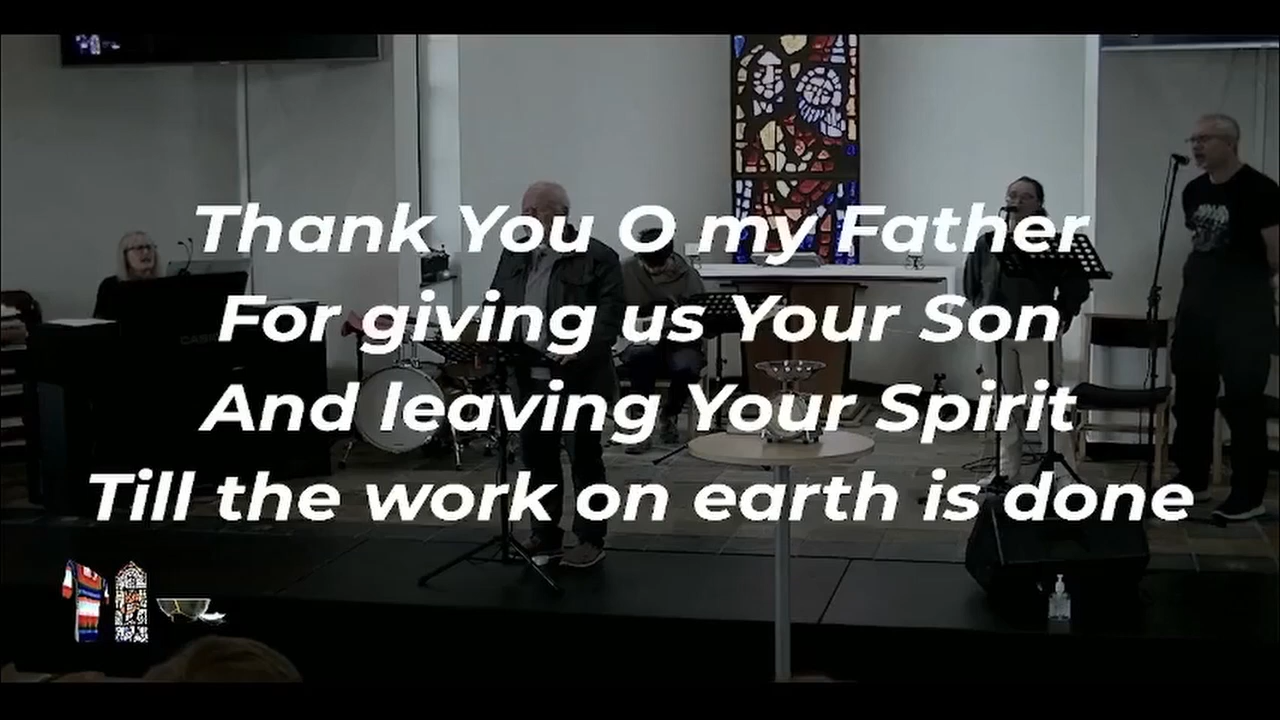 Thank You O my Father
For giving us Your Son
And leaving Your Spirit
Till the work on earth is done